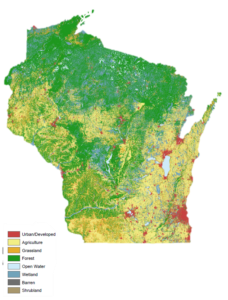 Urban/Developed
Agriculture
Grassland
Forest
Open Water
Wetland
Barren
Shrubland